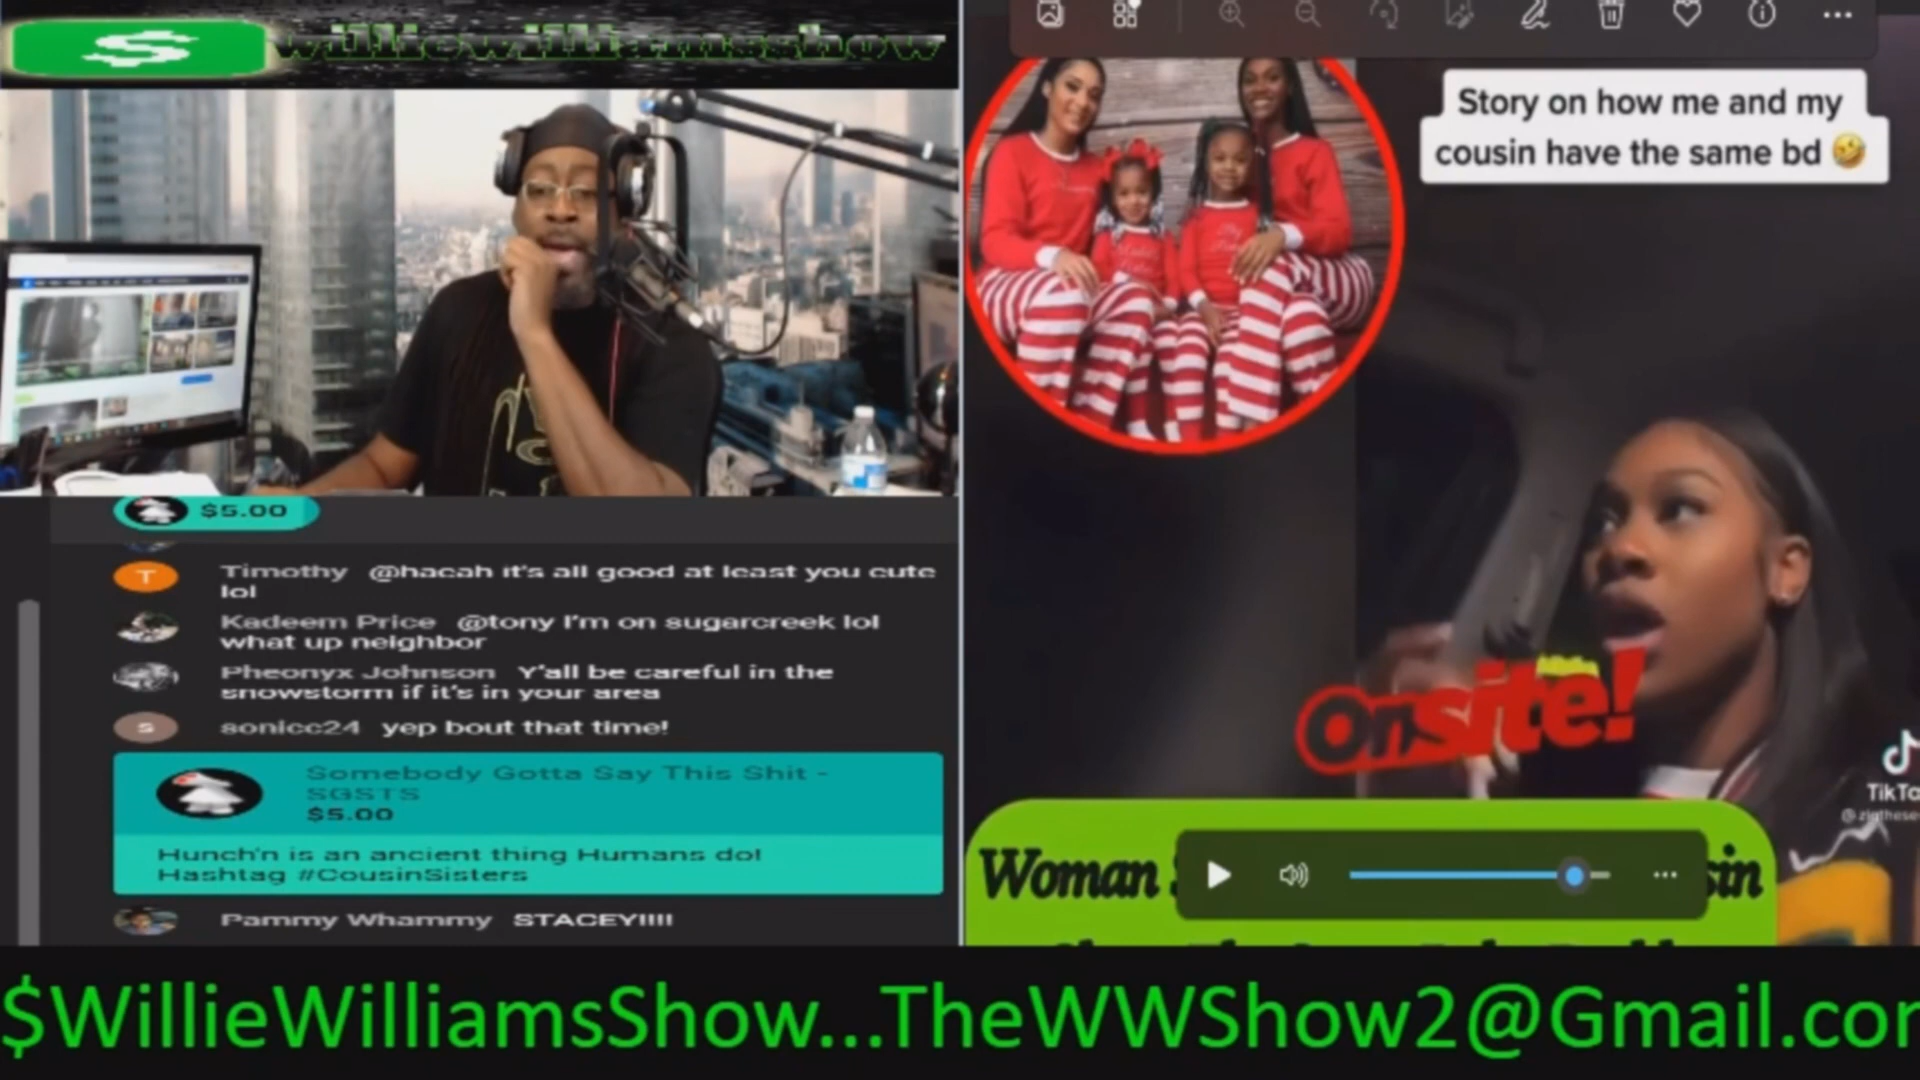 williewilliamsshow
$5.00
Timothy @hacah it's all good at least you cute
lol
Kadeem Price @tony I'm on sugarcreek lol
what up neighbor
Pheonyx Johnson Y'all be careful in the
snowstorm if it's in your area
S
sonicc24 yep bout that time!
T
Somebody Gotta Say This Shit -
SGSTS
$5.00
Hunch'n is an ancient thing Humans do!
Hashtag #CousinSisters
Pammy Whammy STACEY!!!!
Story on how me and my
cousin have the same bd 🤣
Onsite!
TikTo
Woman
sin
$WillieWilliamsShow...TheWWShow2@Gmail.com